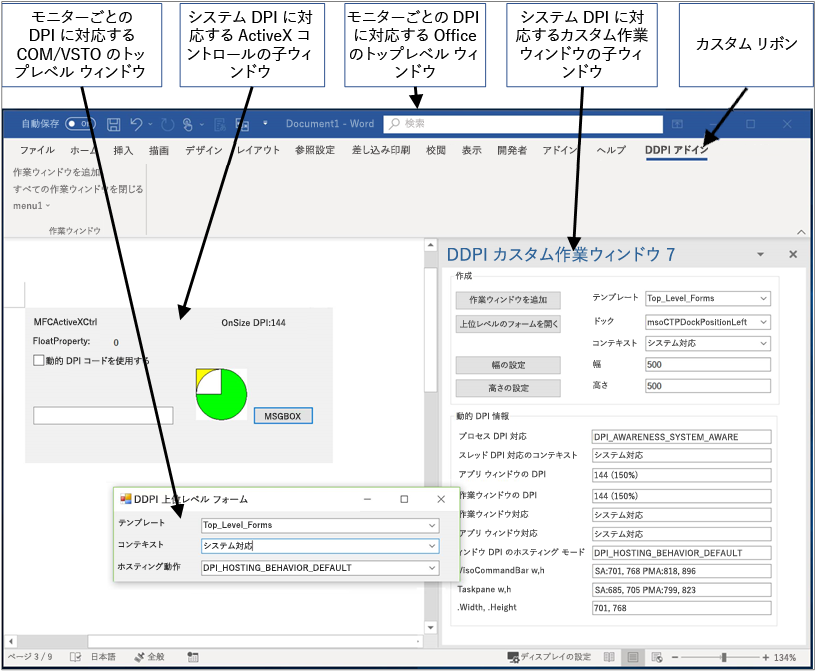 モニターごとの
DPI に対応する
COM/VSTO のトッ
プレベル ウィンドウ
システム DPI に対
応する ActiveX コ
ントロールの子ウィ
ンドウ
モニターごとの DPI
に対応する Office
のトップレベル ウィ
ンドウ
システム DPI に対
応するカスタム作業
ウィンドウの子ウィ
ンドウ
カスタム リボン
自動保存
Document1 - Word
検索
ファイル ホーム 挿入 描画 デザイン レイアウト 参照設定 差し込み印刷 校閲 表示 開発者 アドイン ヘルプ DDPI アドイン
作業ウィンドウを追加
すべての作業ウィンドウを閉じる
menu1
作業ウィンドウ
MFCActiveXCtrl
OnSize DPI:144
FloatProperty: 0
動的 DPI コードを使用する
MSGBOX
DDPI 上位レベル フォーム
テンプレート Top_Level_Forms
コンテキスト システム対応
ホスティング動作 DPI_HOSTING_BEHAVIOR_DEFAULT
DDPI カスタム作業ウィンドウ 7
作成
作業ウィンドウを追加
テンプレート Top_Level_Forms
上位レベルのフォームを開く
ドック msoCTPDockPositionLeft
コンテキスト システム対応
幅の設定
幅 500
高さの設定
高さ 500
動的 DPI 情報
プロセス DPI 対応 DPI_AWARENESS_SYSTEM_AWARE
スレッド DPI 対応のコンテキスト システム対応
アプリ ウィンドウの DPI 144 (150%)
作業ウィンドウの DPI 144 (150%)
作業ウィンドウ対応 システム対応
アプリ ウィンドウ対応 システム対応
ィンドウ DPI のホスティング モード DPI_HOSTING_BEHAVIOR_DEFAULT
/isoCommandBar w,h SA:701, 768 PMA:818, 896
Taskpane w,h SA:685, 705 PMA:799, 823
.Width, .Height 701, 768
ページ 3 / 9 日本語 全般 ディスプレイの設定 134%